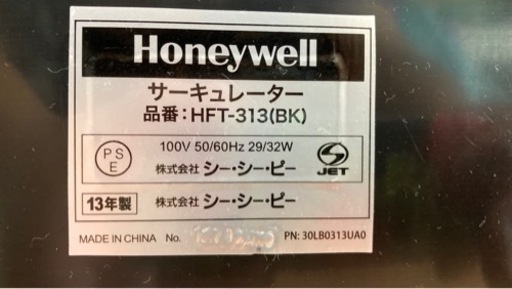 Honeywell
サーキュレーター
品番:HFT-313(BK)
PS
E
100V 50/60Hz 29/32W
株式会社 シー・シー・ピー
JET
13年製 株式会社 シー・シー・ピー
MADE IN CHINA No. PN: 30LB0313UA0